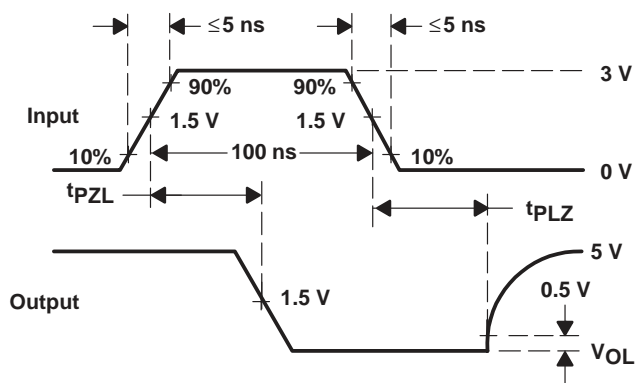 ≤5 ns ≤5 ns
3 V
90% 90%
Input 1.5 V 1.5 V
10% 100 ns 10%
0 V
tPZL tPLZ
5 V
Output 1.5 V 0.5 V
VOL